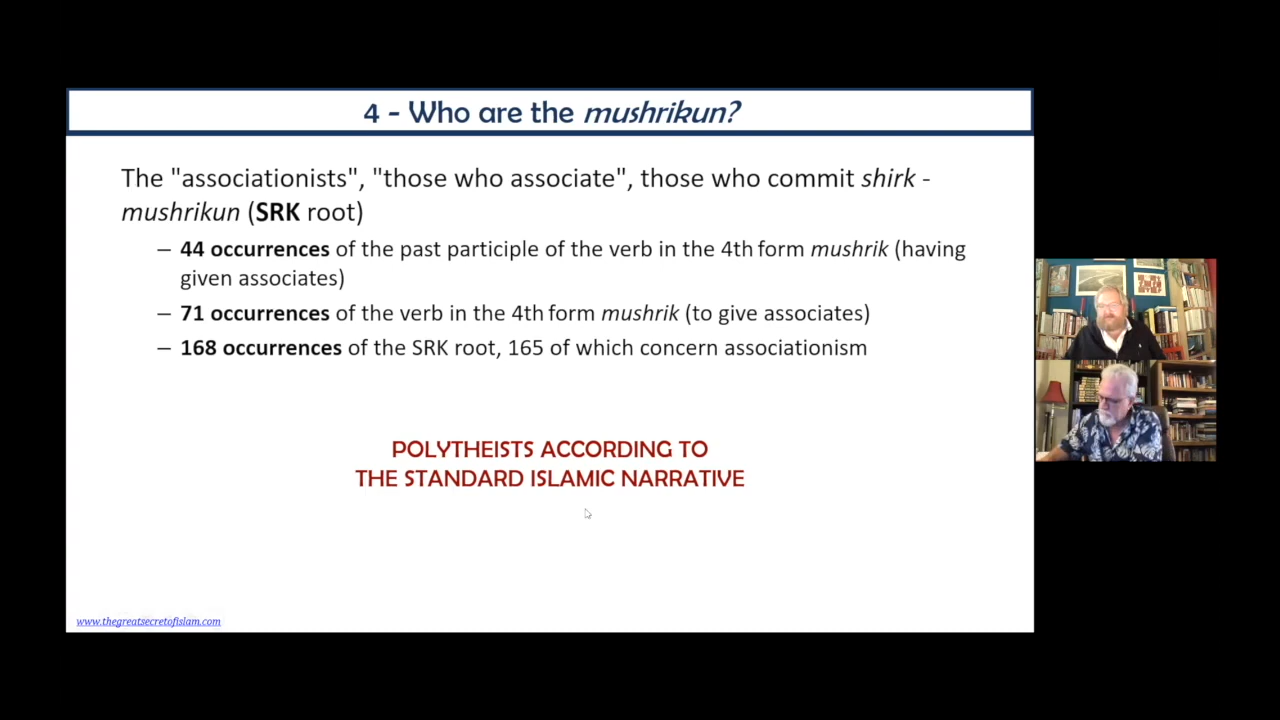 4 - Who are the mushrikun?
The "associationists", "those who associate", those who commit shirk -
mushrikun (SRK root)
– 44 occurrences of the past participle of the verb in the 4th form mushrik (having
given associates)
– 71 occurrences of the verb in the 4th form mushrik (to give associates)
– 168 occurrences of the SRK root, 165 of which concern associationism
POLYTHEISTS ACCORDING TO
THE STANDARD ISLAMIC NARRATIVE
www.thegreatsecretofislam.com